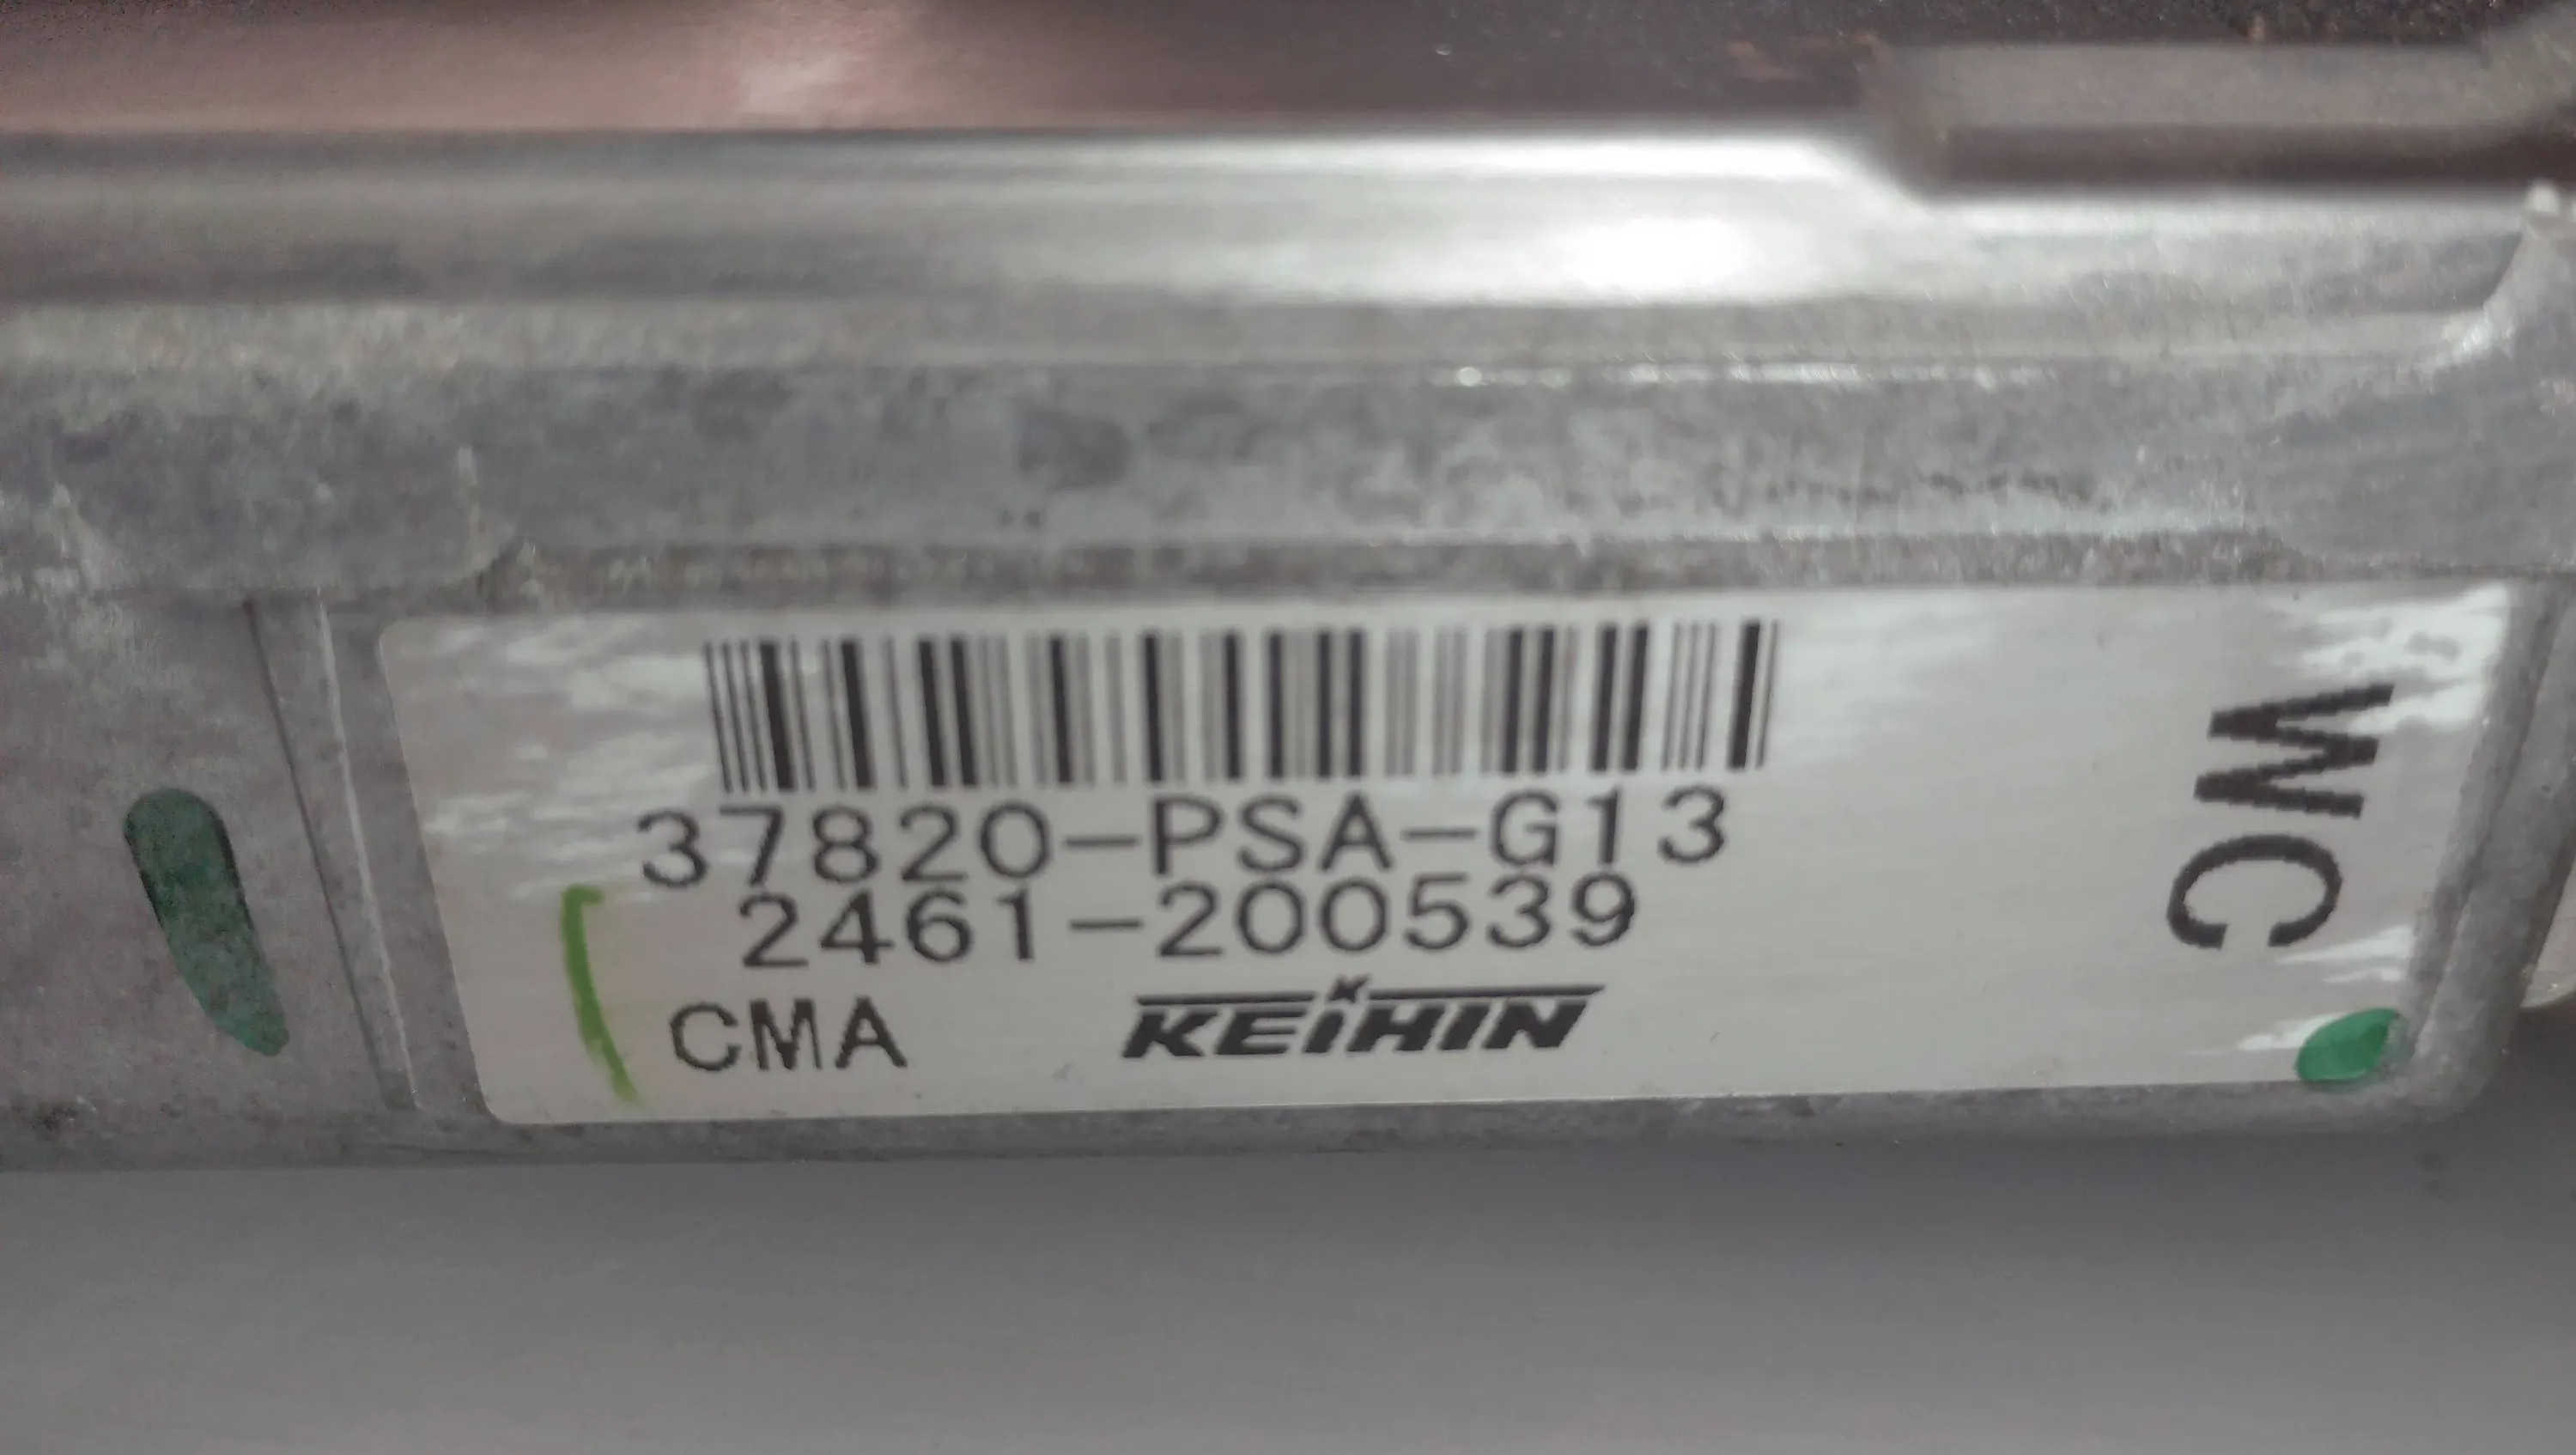 37820-PSA-G13
2461-200539
CMA KEIHIN
WC